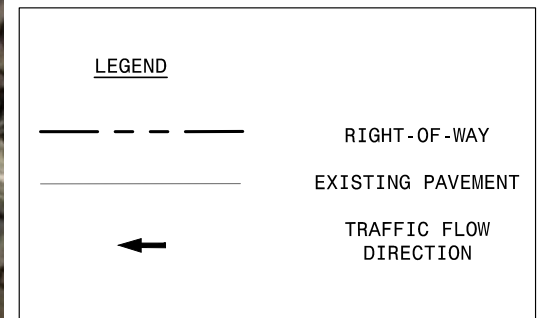 LEGEND
RIGHT-OF-WAY
EXISTING PAVEMENT
TRAFFIC FLOW
DIRECTION